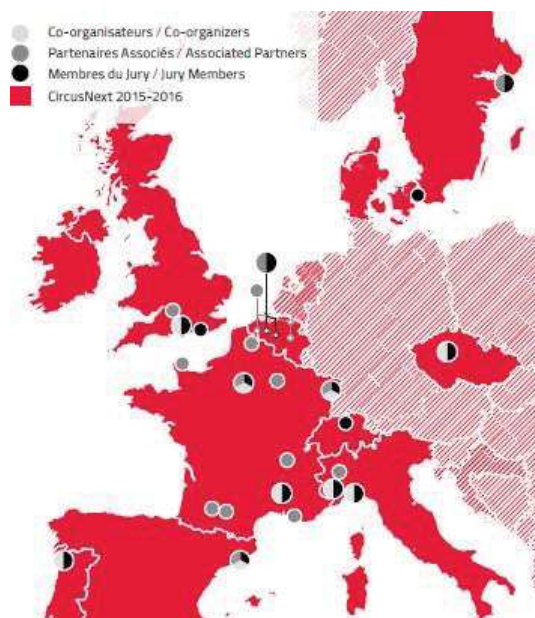 Co-organisateurs / Co-organizers
Partenaires Associés / Associated Partners
Membres du Jury / Jury Members
CircusNext 2015-2016